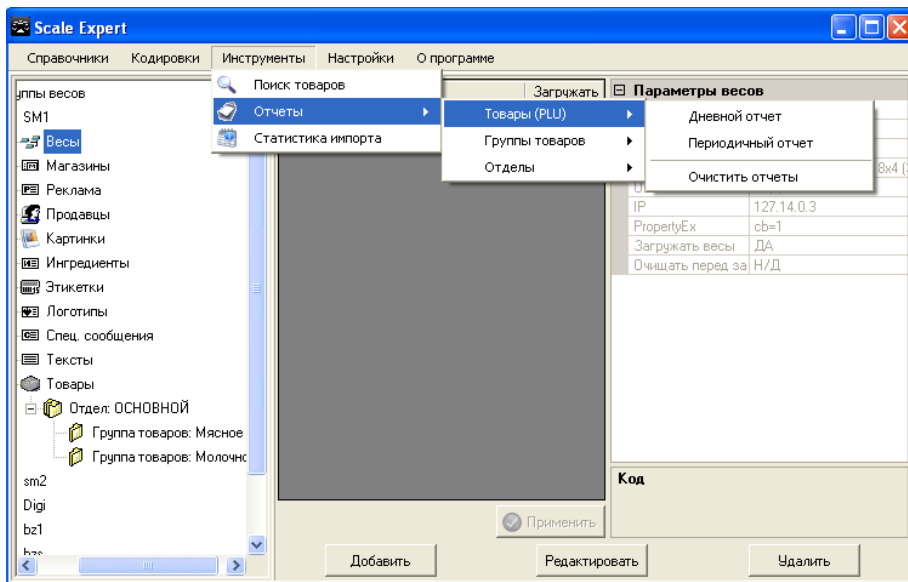 Scale Expert
Справочники Кодировки Инструменты Настройки О программе
Поиск товаров
Отчеты
Статистика импорта
Товары (PLU)
Группы товаров
Отделы
Дневной отчет
Периодичный отчет
Очистить отчеты
уппы весов
SM1
Весы
Магазины
Реклама
Продавцы
Картинки
Ингредиенты
Этикетки
Логотипы
Спец. сообщения
Тексты
Товары
Отдел: ОСНОВНОЙ
Группа товаров: Мясное
Группа товаров: Молочнс
sm2
Digi
bz1
Загружать
Параметры весов
8x4
IP 127.14.0.3
PropertyEx cb=1
Загружать весы ДА
Очищать перед за Н/Д
Код
Применить
Добавить Редактировать Удалить